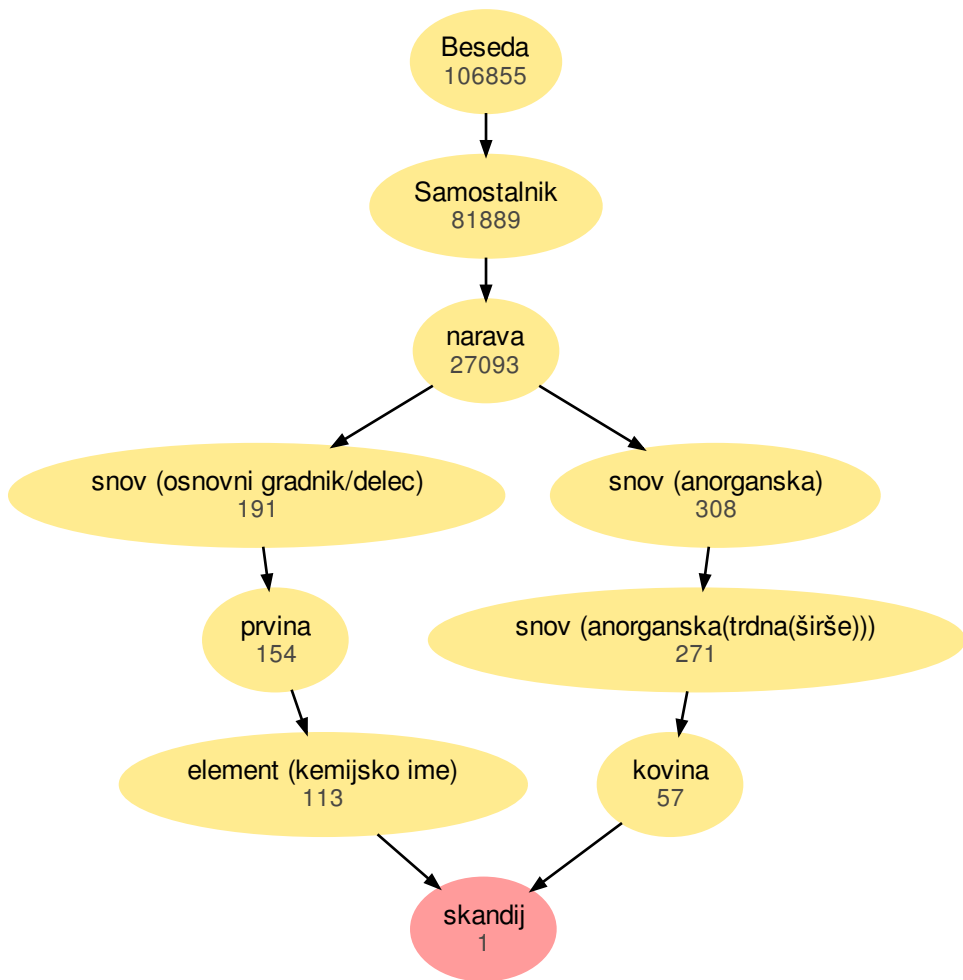 Beseda
106855
Samostalnik
81889
narava
27093
snov (osnovni gradnik/delec)
191
snov (anorganska)
308
prvina
154
snov (anorganska(trdna(širše)))
271
element (kemijsko ime)
113
kovina
57
skandij
1